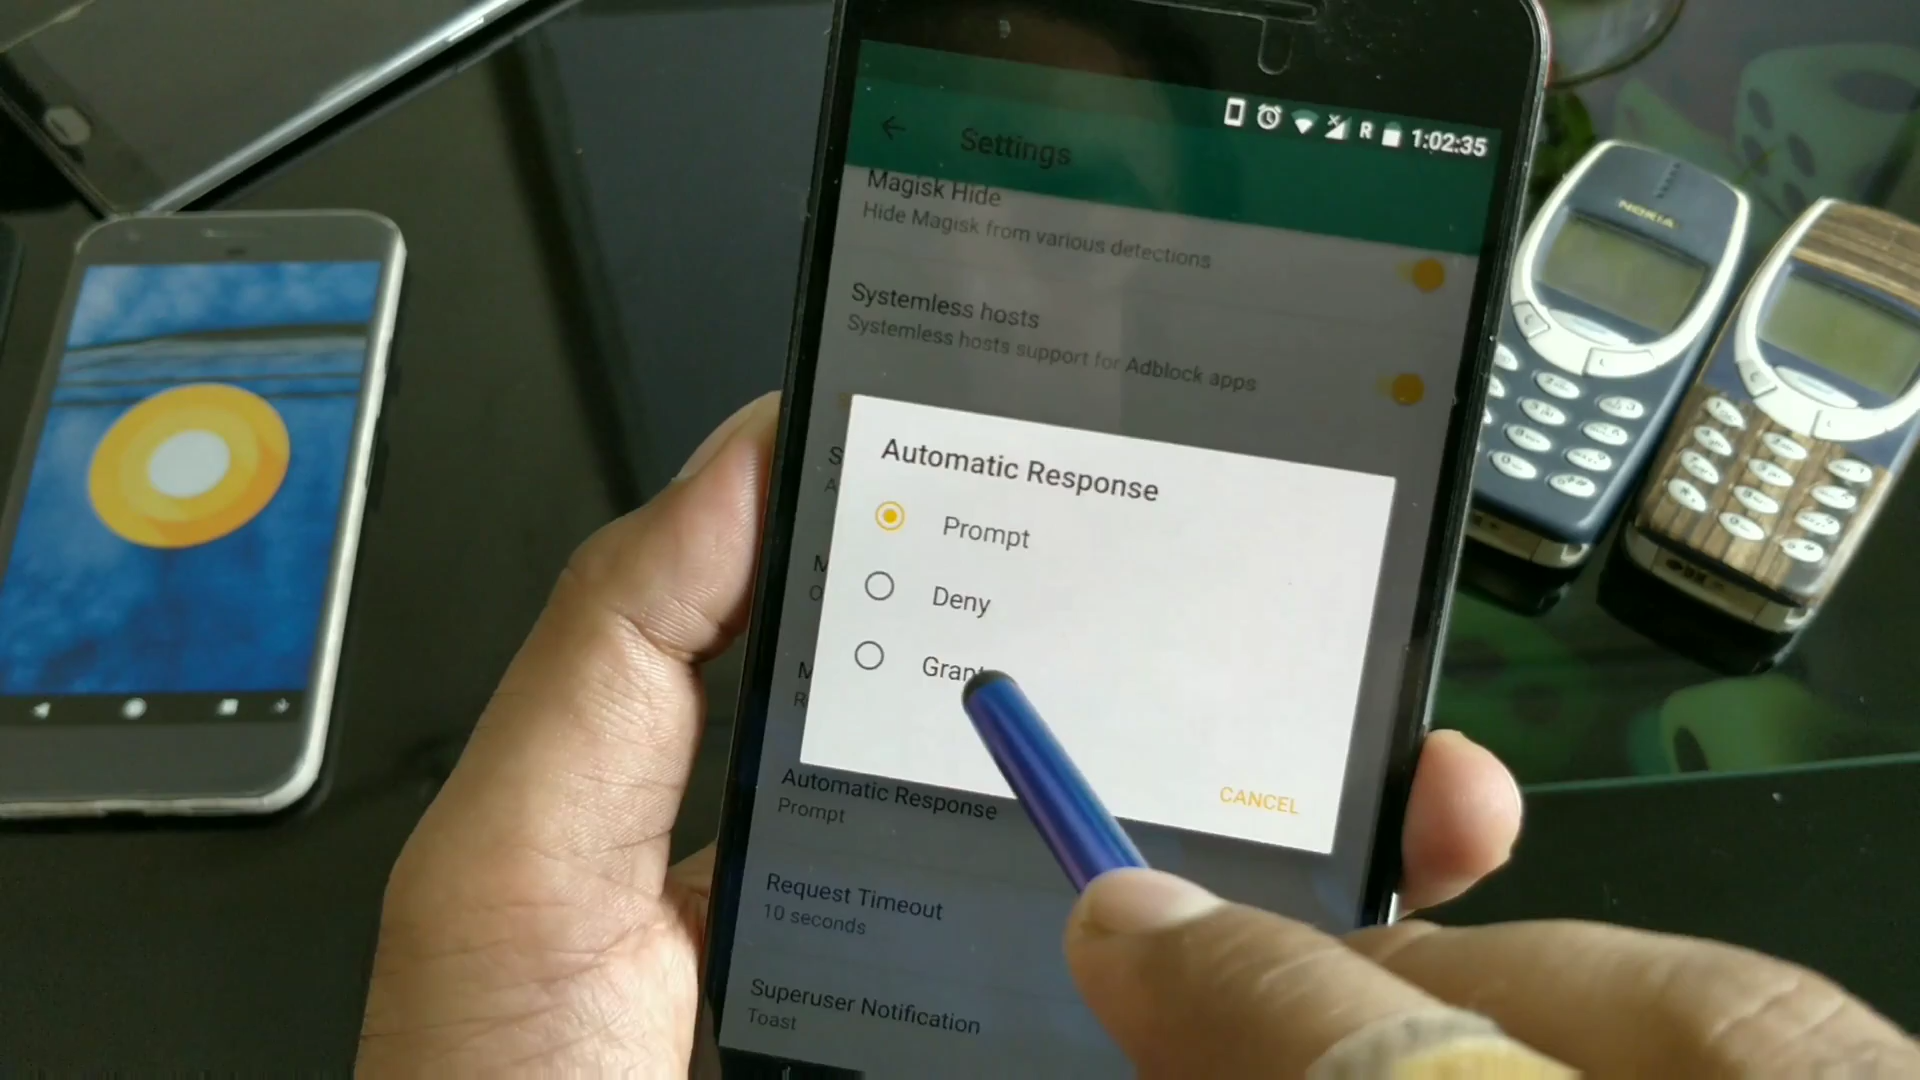 R 1:02:35
Settings
Magisk Hide
Hide Magisk from various detections
Systemless hosts
Systemless hosts support for Adblock apps
Automatic Response
Prompt
Deny
Grant
CANCEL
Automatic Response
Prompt
Request Timeout
10 seconds
Superuser Notification
Toast
NOKIA